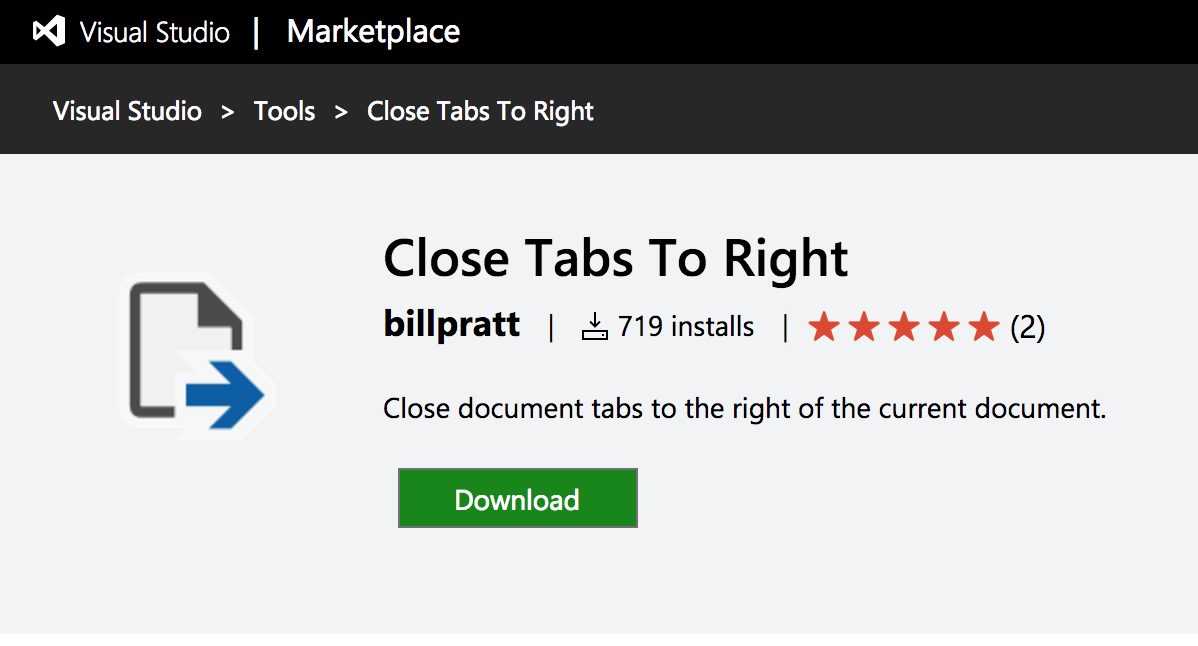 Visual Studio | Marketplace
Visual Studio > Tools > Close Tabs To Right
Close Tabs To Right
billpratt | 719 installs | ★★★★★ (2)
Close document tabs to the right of the current document.
Download